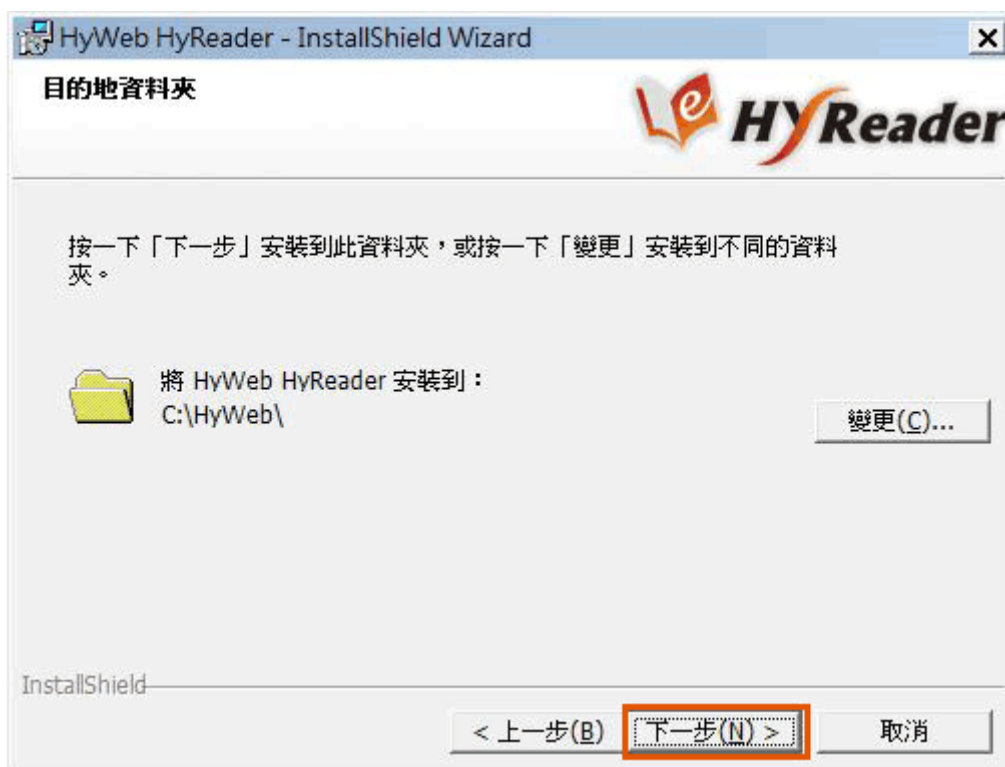 HyWeb HyReader - InstallShield Wizard
目的地資料夾
HyReader
按一下「下一步」安裝到此資料夾，或按一下「變更」安裝到不同的資料
夾。
將 HyWeb HyReader 安裝到：
C:\HyWeb\
變更(C)...
InstallShield
< 上一步(B) 下一步(N) > 取消